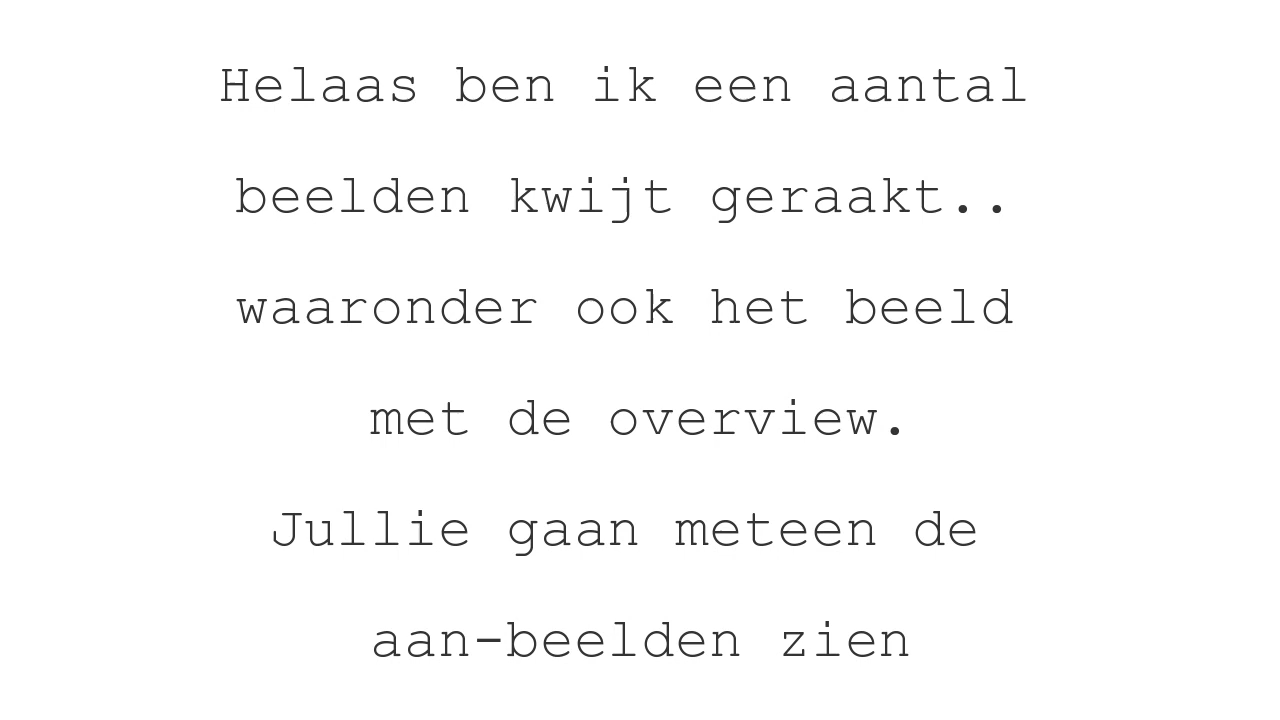 Helaas ben ik een aantal
beelden kwijt geraakt..
waaronder ook het beeld
met de overview.
Jullie gaan meteen de
aan-beelden zien